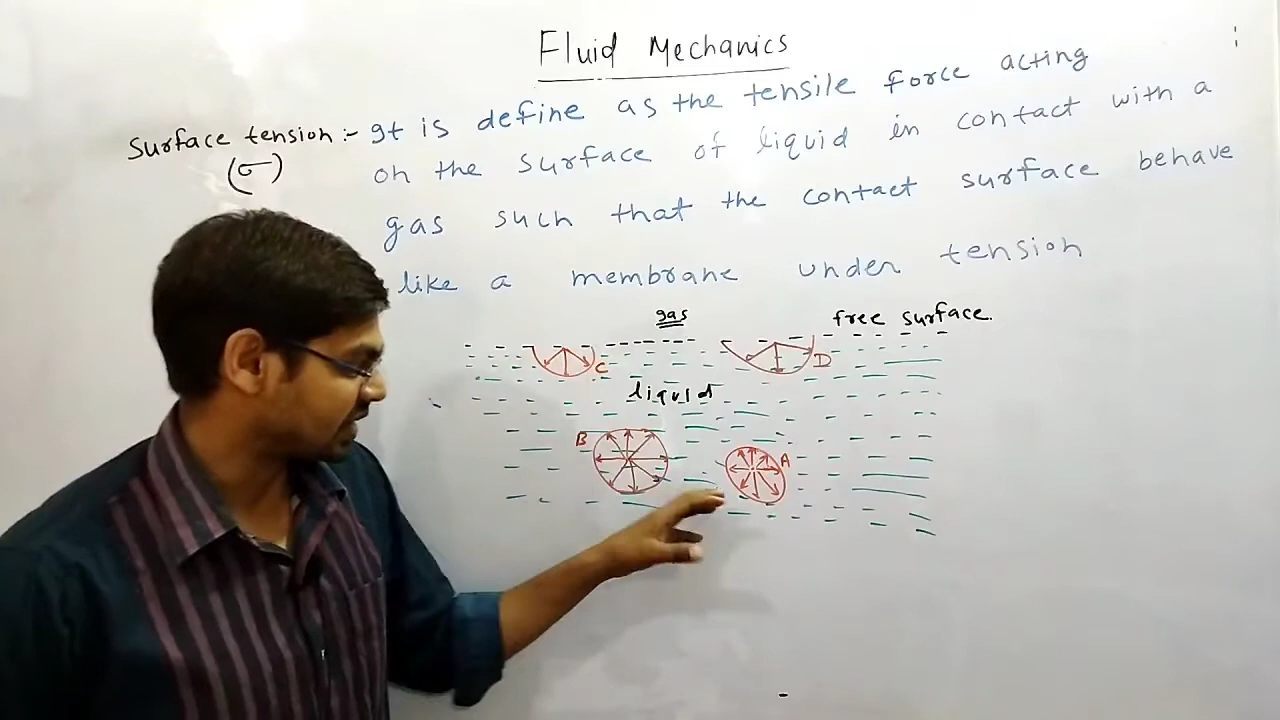 Fluid Mechanics
Surface tension :- It is define as the tensile force acting
(σ) on the surface of liquid in contact with a
gas such that the contact surface behave
like a membrane under tension
gas free surface.
C D
liquid
B A